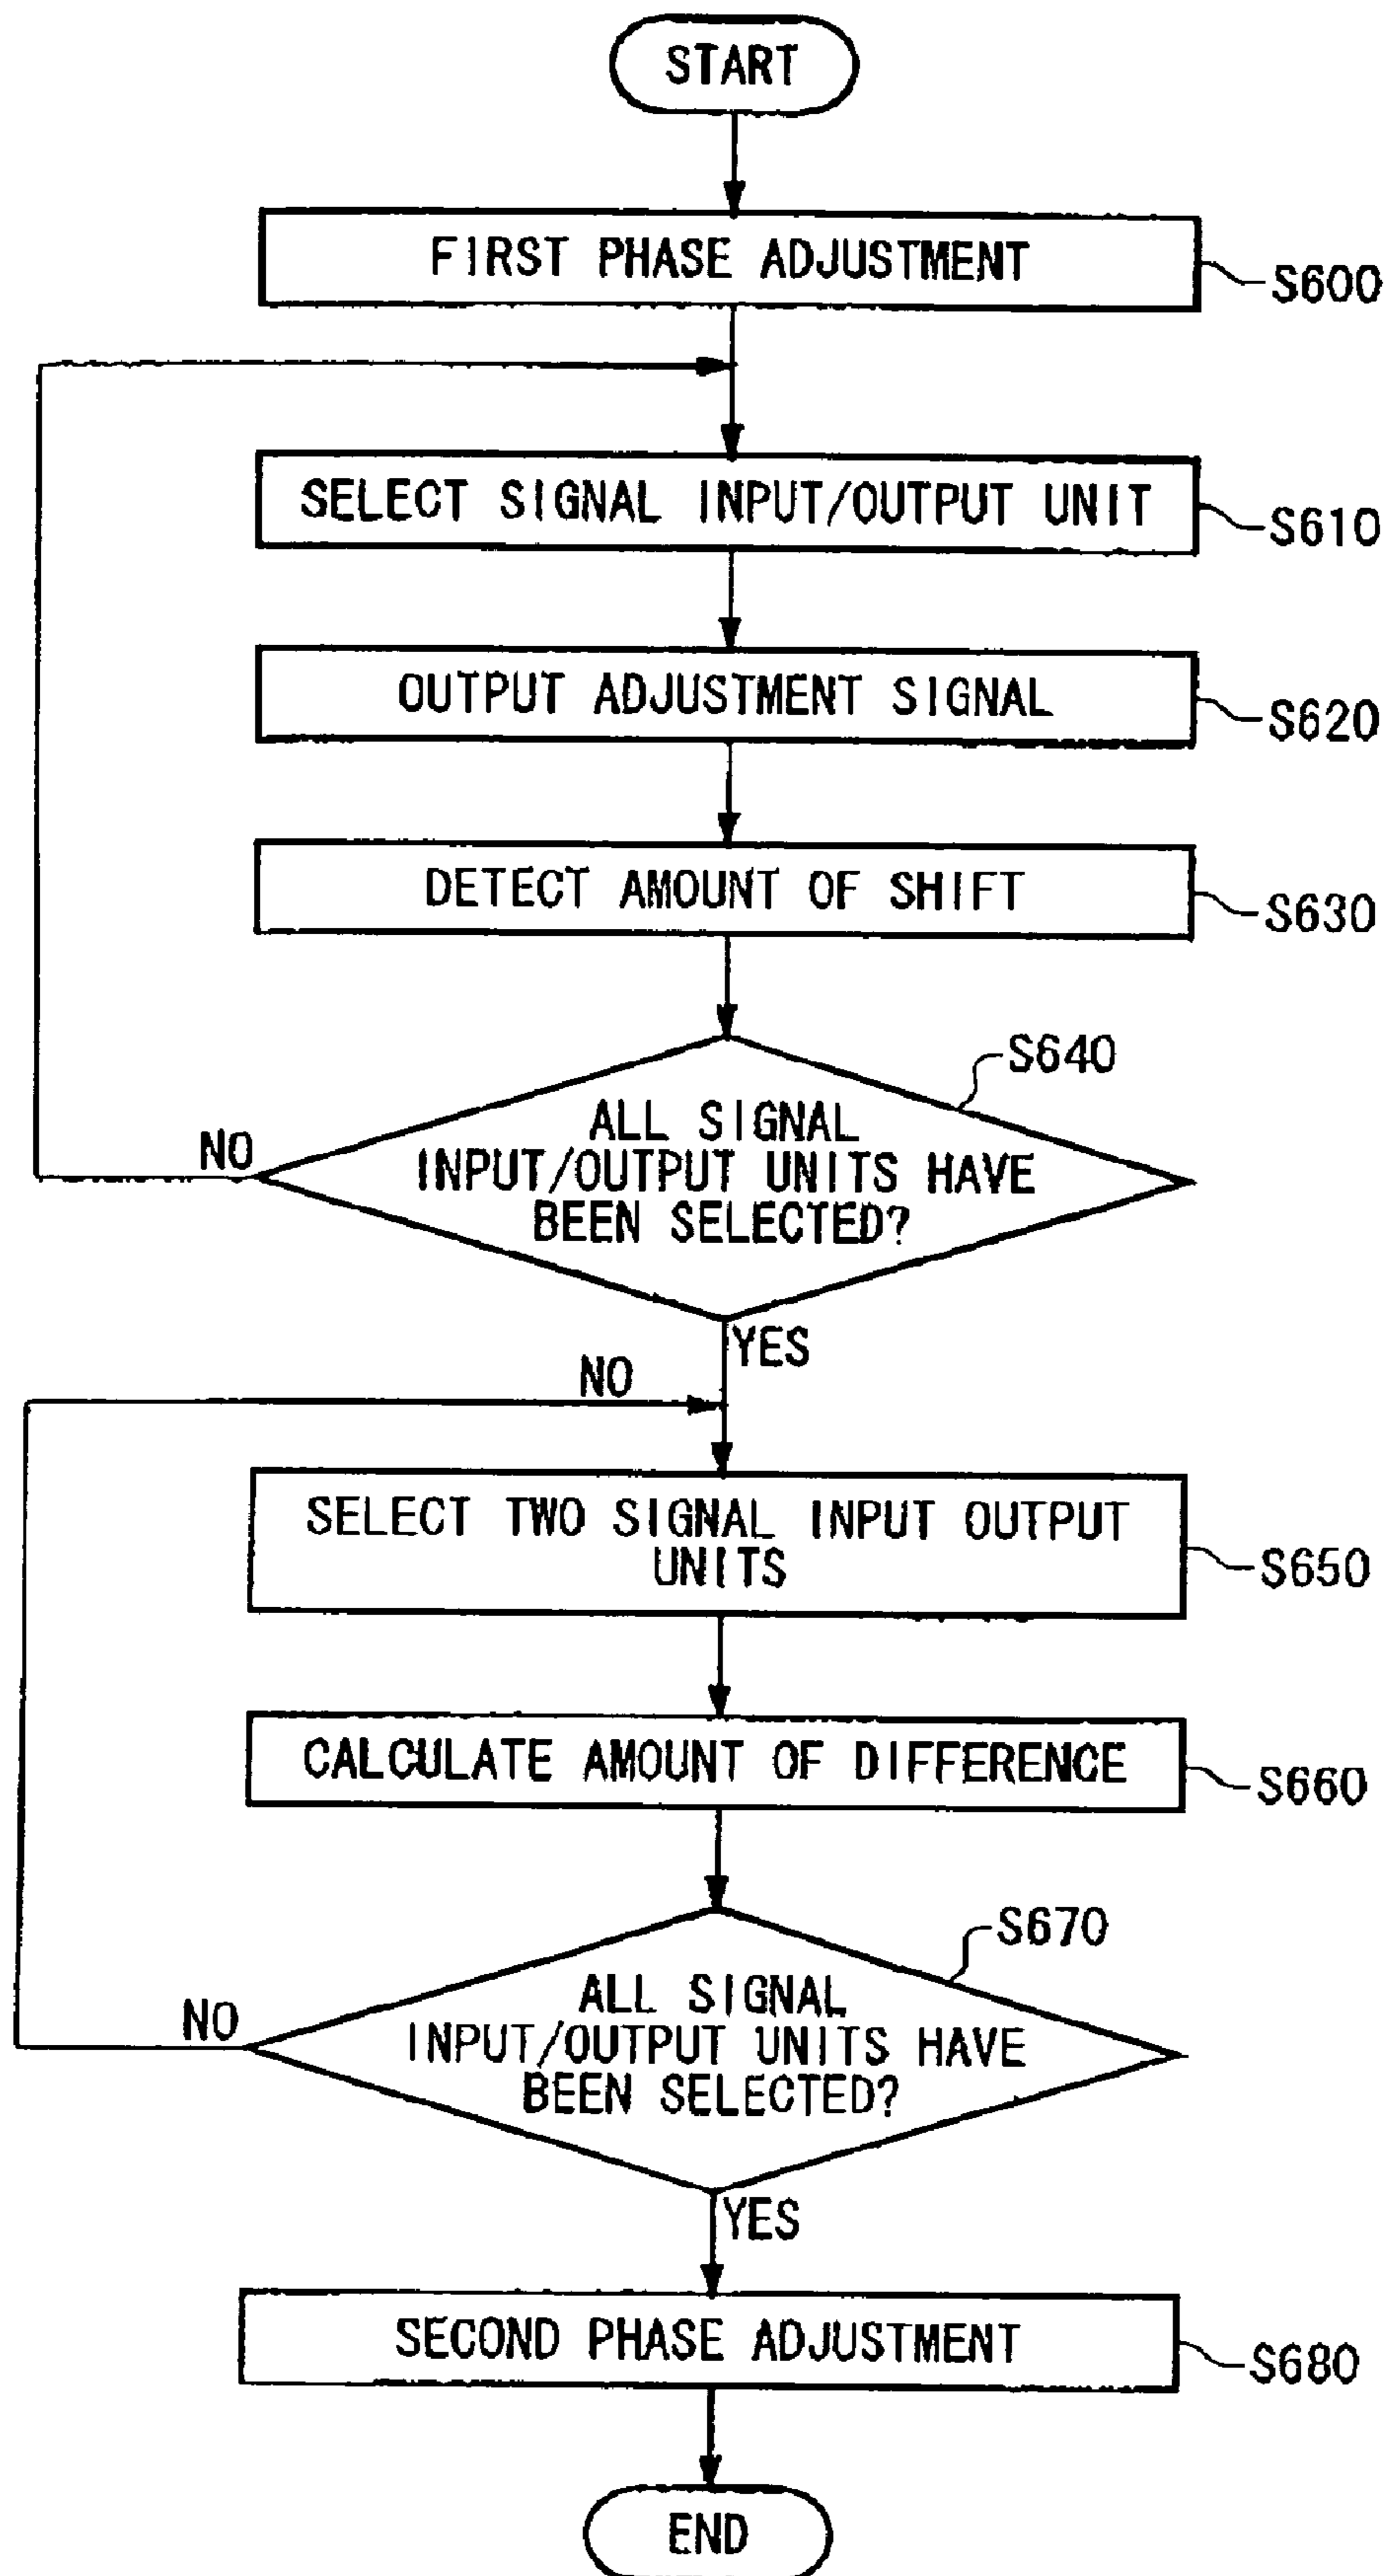 START
FIRST PHASE ADJUSTMENT
S600
SELECT SIGNAL INPUT/OUTPUT UNIT
S610
OUTPUT ADJUSTMENT SIGNAL
S620
DETECT AMOUNT OF SHIFT
S630
S640
ALL SIGNAL
INPUT/OUTPUT UNITS HAVE
BEEN SELECTED?
NO
YES
NO
SELECT TWO SIGNAL INPUT OUTPUT
UNITS
S650
CALCULATE AMOUNT OF DIFFERENCE
S660
S670
ALL SIGNAL
INPUT/OUTPUT UNITS HAVE
BEEN SELECTED?
NO
YES
SECOND PHASE ADJUSTMENT
S680
END